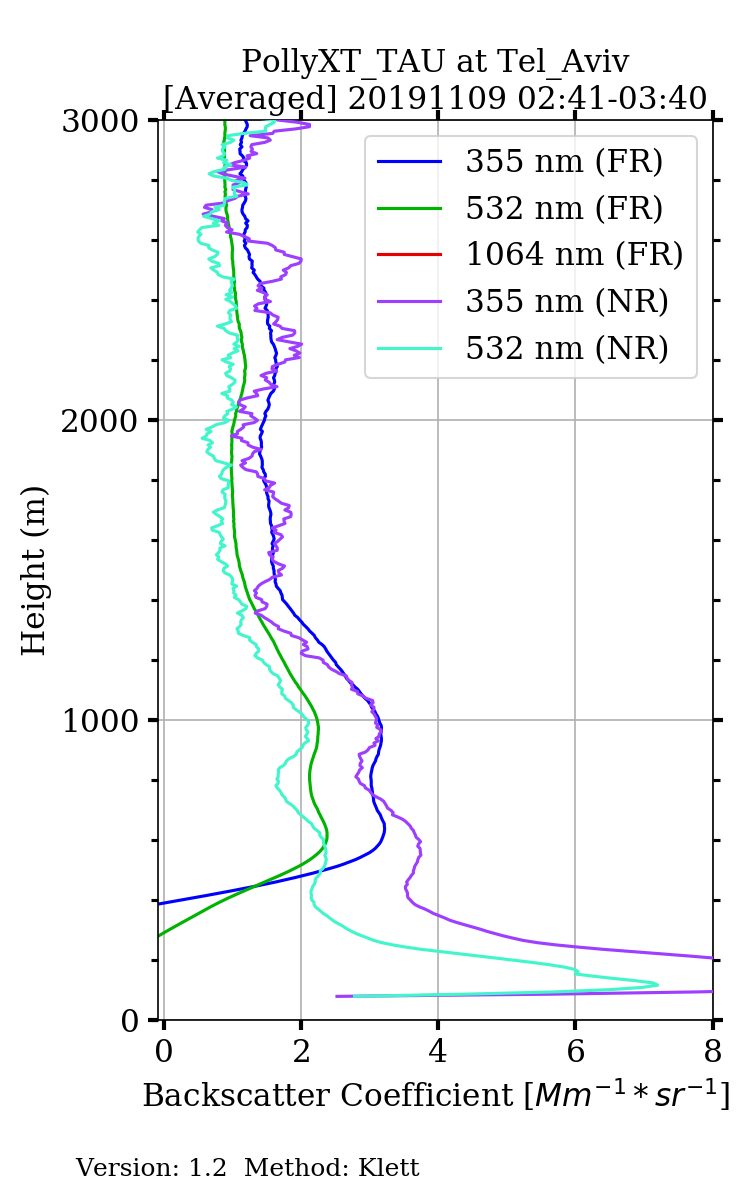 PollyXT_TAU at Tel_Aviv
[Averaged] 20191109 02:41-03:40
3000
2000
1000
0
Height (m)
355 nm (FR)
532 nm (FR)
1064 nm (FR)
355 nm (NR)
532 nm (NR)
0 2 4 6 8
Backscatter Coefficient [Mm⁻¹ * sr⁻¹]
Version: 1.2 Method: Klett